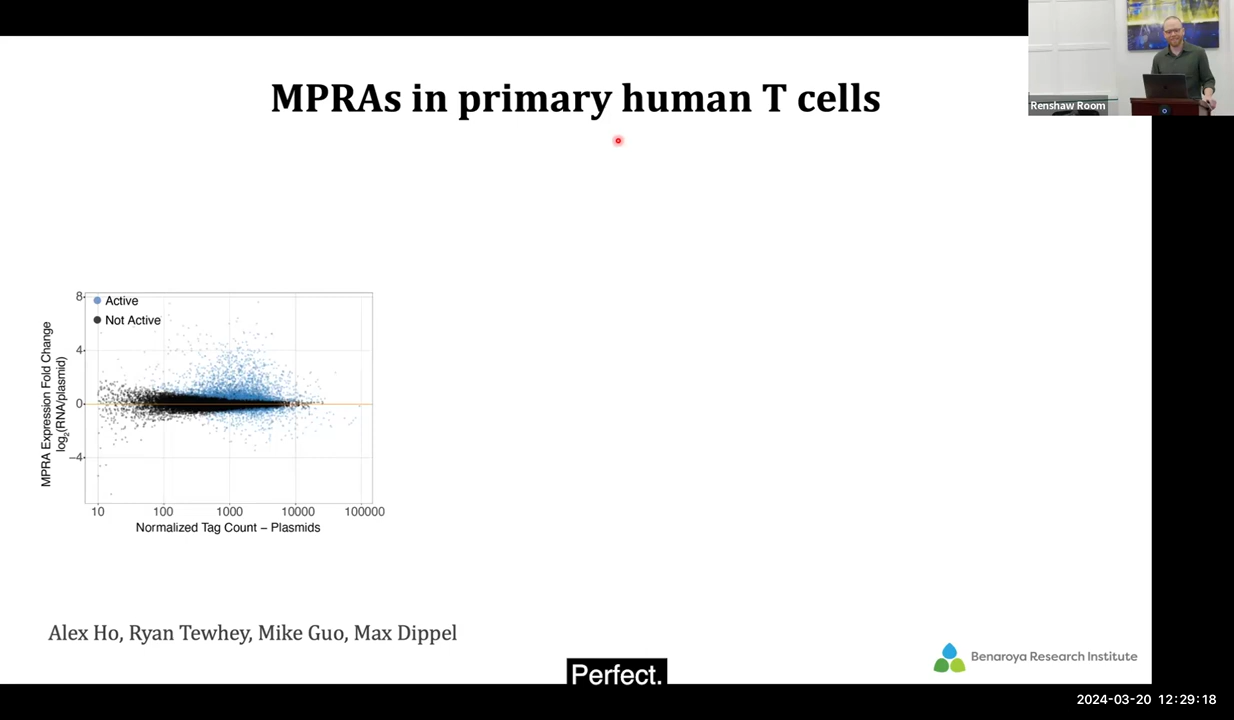 MPRAs in primary human T cells
Renshaw Room
8
4
0
−4
Active
Not Active
MPRA Expression Fold Change
log2(RNA/plasmid)
10 100 1000 10000 100000
Normalized Tag Count – Plasmids
Alex Ho, Ryan Tewhey, Mike Guo, Max Dippel
Benaroya Research Institute
Perfect.
2024-03-20 12:29:18